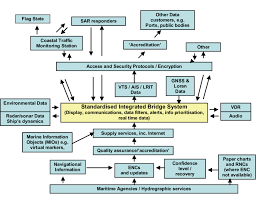 Flag Stats
SAR responders
Other Data
customers, e.g.
Ports, public bodies
Coastal Traffic
Monitoring Station
'Accreditation'
Other
Access and Security Protocols / Encryption
VTS / AIS / LRIT
Data
GNSS &
Loran
Data
Environmental Data
Radar/sonar Data
Ship's dynamics
Standardised Integrated Bridge System
(Display, communications, data filters, alerts, info prioritisation,
real time data)
VDR
Audio
Marine Information
Objects (MIOs) e.g.
virtual markers,
Supply services, inc, Internet
Quality assurance/'accreditation'
Navigational
Information
ENCs
and updates
Confidence
level /
recovery
Paper charts
and RNCs
(where ENC
not available)
Maritime Agencies / Hydrographic services